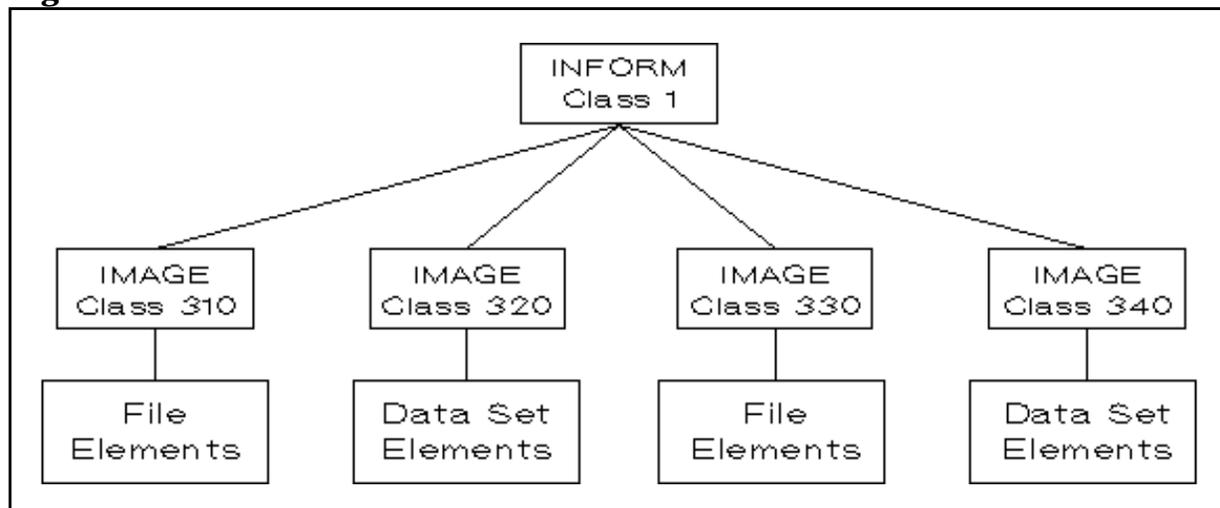 INFORM
Class 1
IMAGE
Class 310
IMAGE
Class 320
IMAGE
Class 330
IMAGE
Class 340
File
Elements
Data Set
Elements
File
Elements
Data Set
Elements